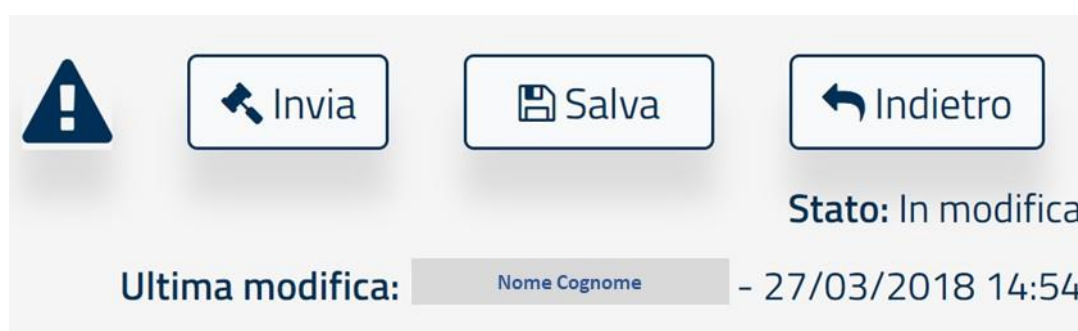 Invia Salva Indietro
Stato: In modifica
Ultima modifica: Nome Cognome - 27/03/2018 14:54